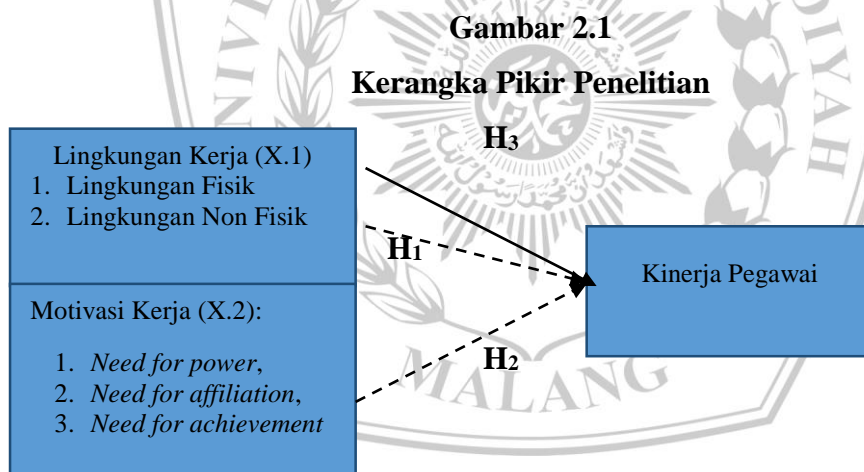 Gambar 2.1
Kerangka Pikir Penelitian
H3
Lingkungan Kerja (X.1)
1. Lingkungan Fisik
2. Lingkungan Non Fisik
H1
Kinerja Pegawai
Motivasi Kerja (X.2):
1. Need for power,
2. Need for affiliation,
3. Need for achievement
H2
MALANG